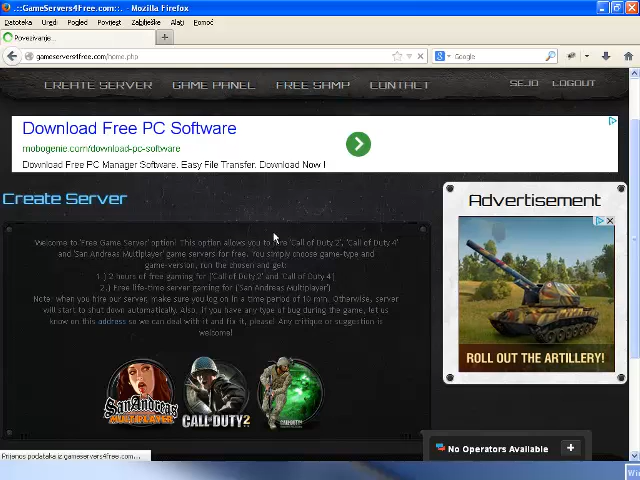 .::GameServers4Free.com::. - Mozilla Firefox
Datoteka Uredi Pogled Povijest Zabilješke Alati Pomoć
Povezivanje...
gameservers4free.com/home.php
Google
CREATE SERVER GAME PANEL FREE SAMP CONTACT SEJO LOGOUT
Download Free PC Software
mobogenie.com/download-pc-software
Download Free PC Manager Software. Easy File Transfer. Download Now !
Create Server
Welcome to 'Free Game Server' option! This option allows you to hire 'Call of Duty 2', 'Call of Duty 4'
and 'San Andreas Multiplayer' game servers for free. You simply choose game-type and
game-version, run the chosen and get:
1.) 2 hours of free gaming for ['Call of Duty 2' and 'Call of Duty 4]
2.) Free life-time server gaming for ('San Andreas Multiplayer')
Note: when you hire our server, make sure you log on in a time period of 10 min. Otherwise, server
will start to shut down automatically. Also, if you have any type of bug during the game, let us
know on this address so we can deal with it and fix it, please! Any critique or suggestion is
welcome!
San Andreas
MULTIPLAYER
CALL OF DUTY 2
Advertisement
ROLL OUT THE ARTILLERY!
No Operators Available
Prijenos podataka iz gameservers4free.com...